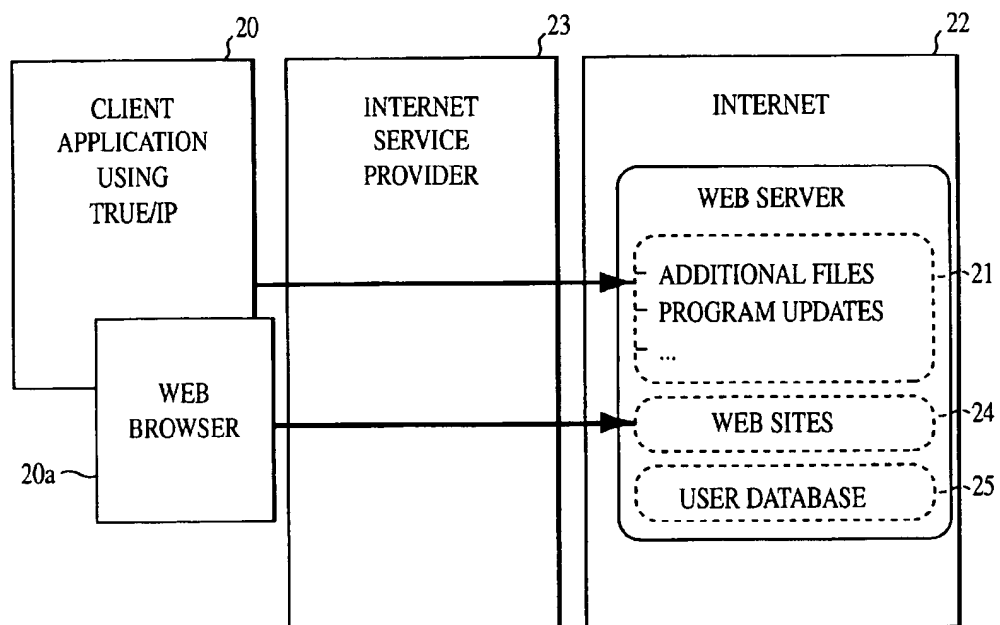 20
CLIENT
APPLICATION
USING
TRUE/IP
WEB
BROWSER
20a
23
INTERNET
SERVICE
PROVIDER
22
INTERNET
WEB SERVER
ADDITIONAL FILES
PROGRAM UPDATES
...
21
WEB SITES
24
USER DATABASE
25